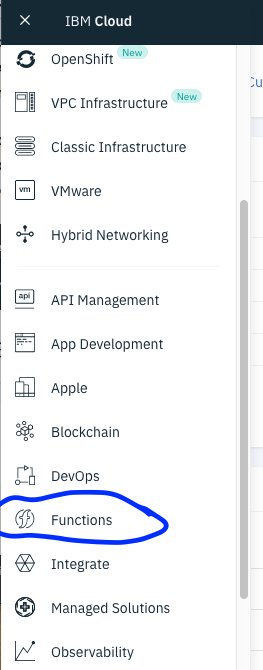 IBM Cloud
OpenShift New
VPC Infrastructure New
Classic Infrastructure
vm VMware
Hybrid Networking
api API Management
App Development
Apple
Blockchain
DevOps
Functions
Integrate
Managed Solutions
Observability
Cu